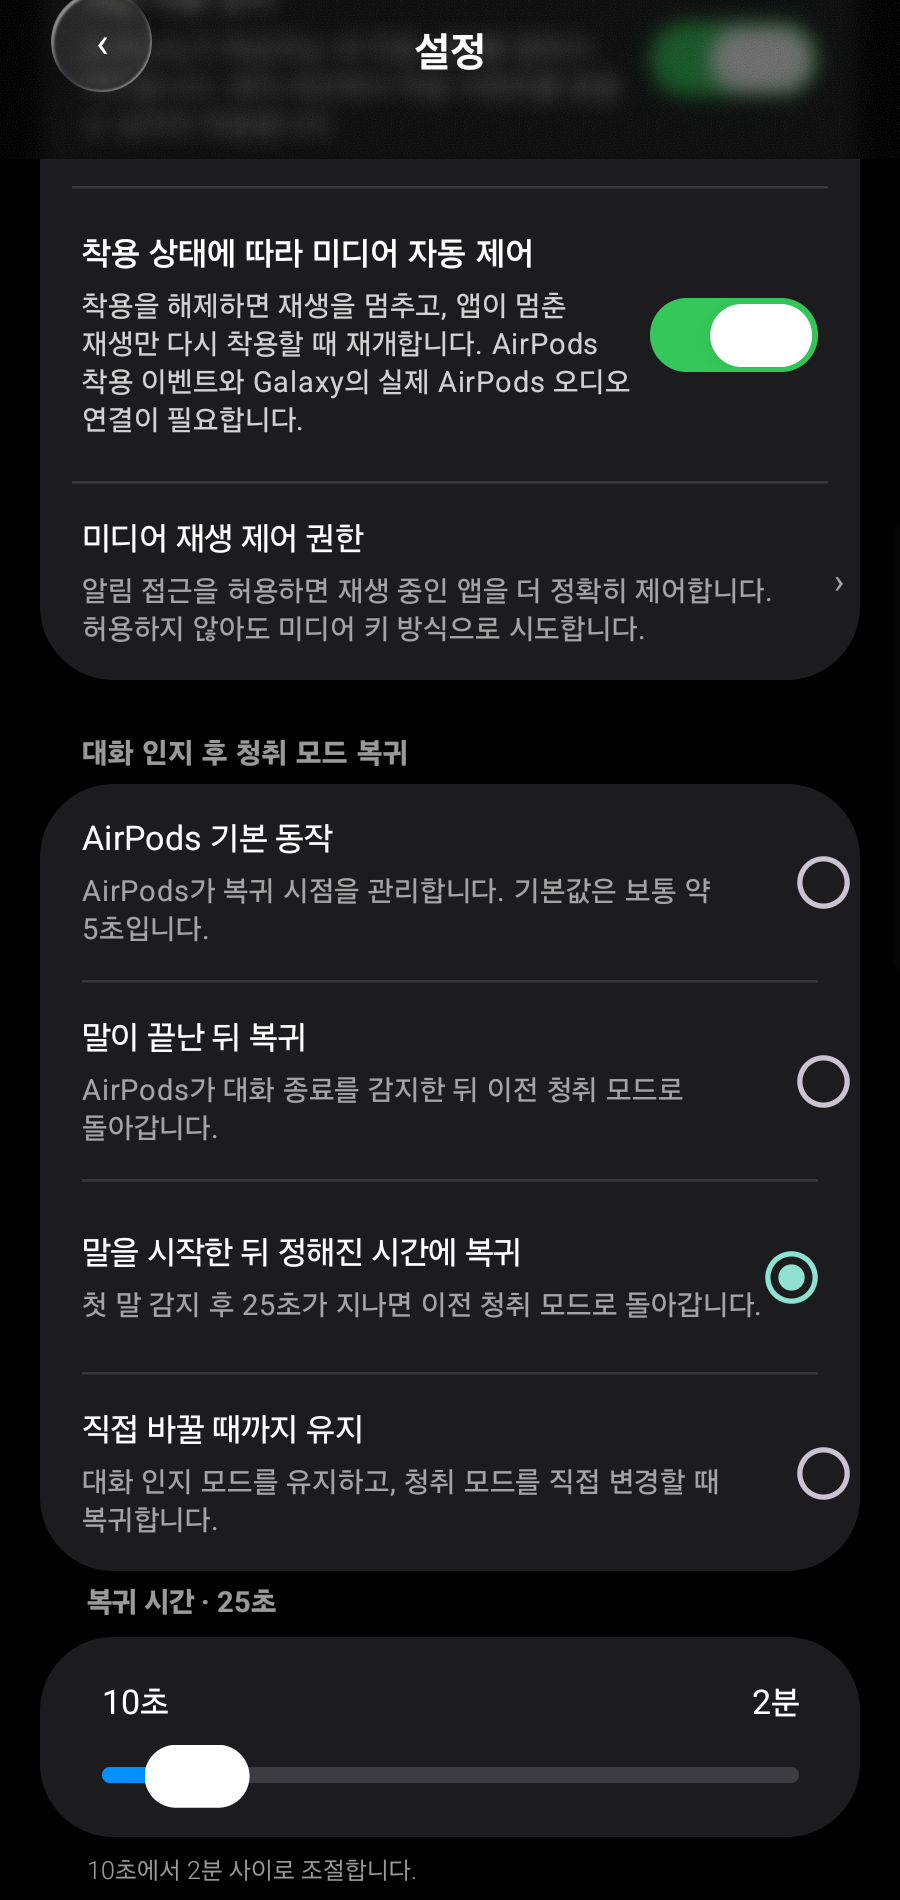 설정
착용 상태에 따라 미디어 자동 제어
착용을 해제하면 재생을 멈추고, 앱이 멈춘
재생만 다시 착용할 때 재개합니다. AirPods
착용 이벤트와 Galaxy의 실제 AirPods 오디오
연결이 필요합니다.
미디어 재생 제어 권한
알림 접근을 허용하면 재생 중인 앱을 더 정확히 제어합니다.
허용하지 않아도 미디어 키 방식으로 시도합니다.
대화 인지 후 청취 모드 복귀
AirPods 기본 동작
AirPods가 복귀 시점을 관리합니다. 기본값은 보통 약
5초입니다.
말이 끝난 뒤 복귀
AirPods가 대화 종료를 감지한 뒤 이전 청취 모드로
돌아갑니다.
말을 시작한 뒤 정해진 시간에 복귀
첫 말 감지 후 25초가 지나면 이전 청취 모드로 돌아갑니다.
직접 바꿀 때까지 유지
대화 인지 모드를 유지하고, 청취 모드를 직접 변경할 때
복귀합니다.
복귀 시간 · 25초
10초
2분
10초에서 2분 사이로 조절합니다.